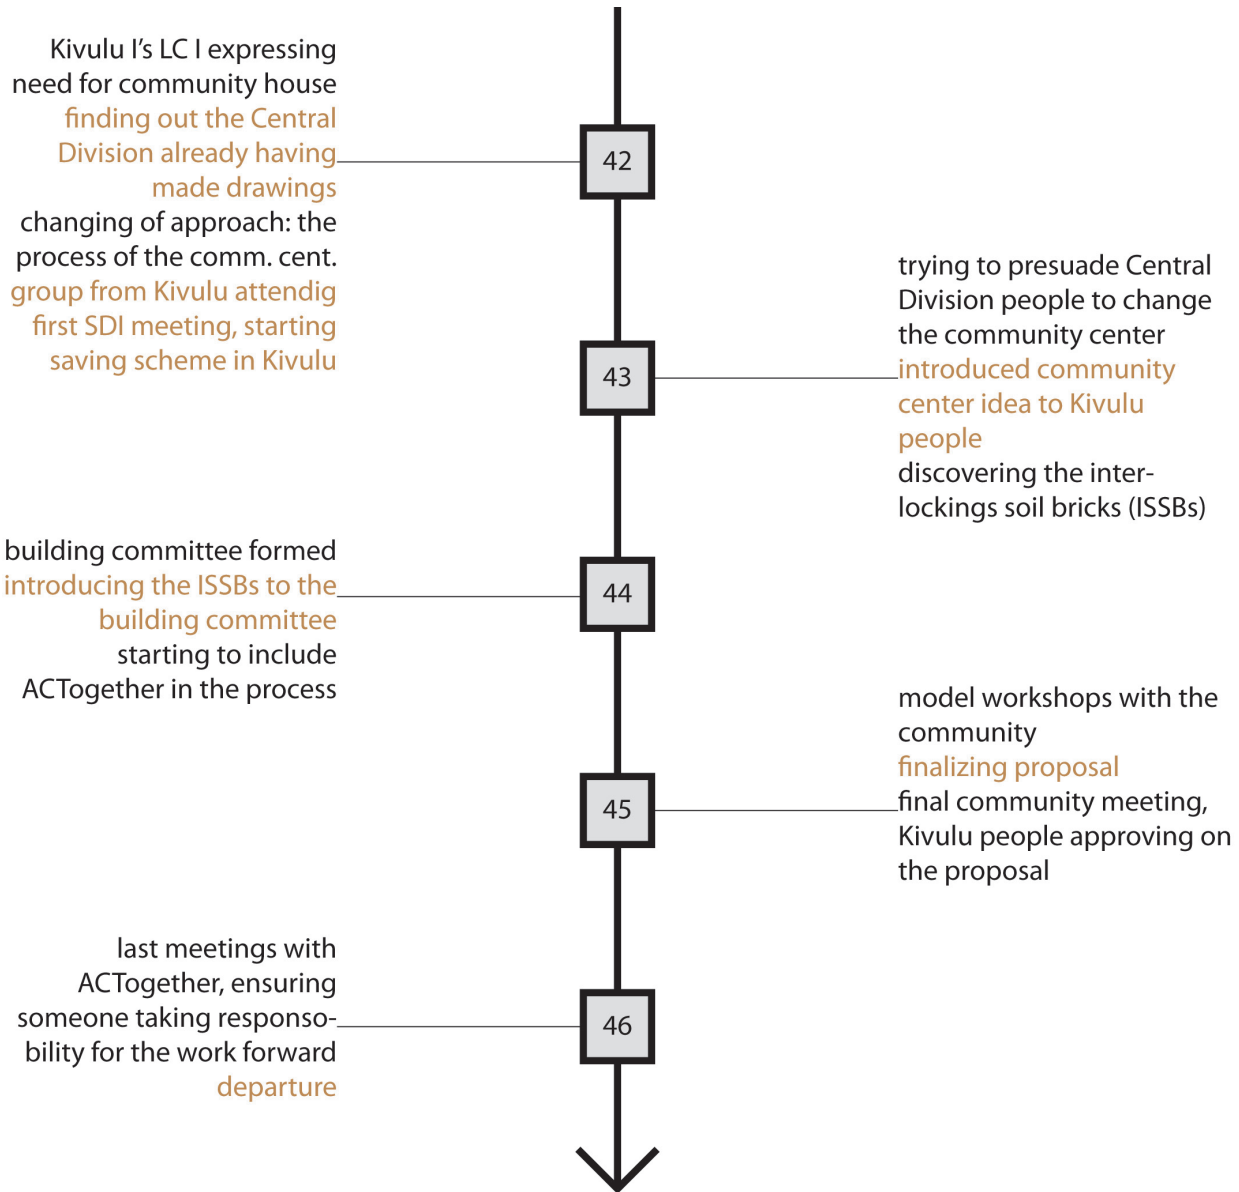 Kivulu I’s LC I expressing
need for community house
finding out the Central
Division already having
made drawings
changing of approach: the
process of the comm. cent.
group from Kivulu attendig
first SDI meeting, starting
saving scheme in Kivulu
42
43
trying to presuade Central
Division people to change
the community center
introduced community
center idea to Kivulu
people
discovering the inter-
lockings soil bricks (ISSBs)
building committee formed
introducing the ISSBs to the
building committee
starting to include
ACTogether in the process
44
45
model workshops with the
community
finalizing proposal
final community meeting,
Kivulu people approving on
the proposal
last meetings with
ACTogether, ensuring
someone taking responso-
bility for the work forward
departure
46